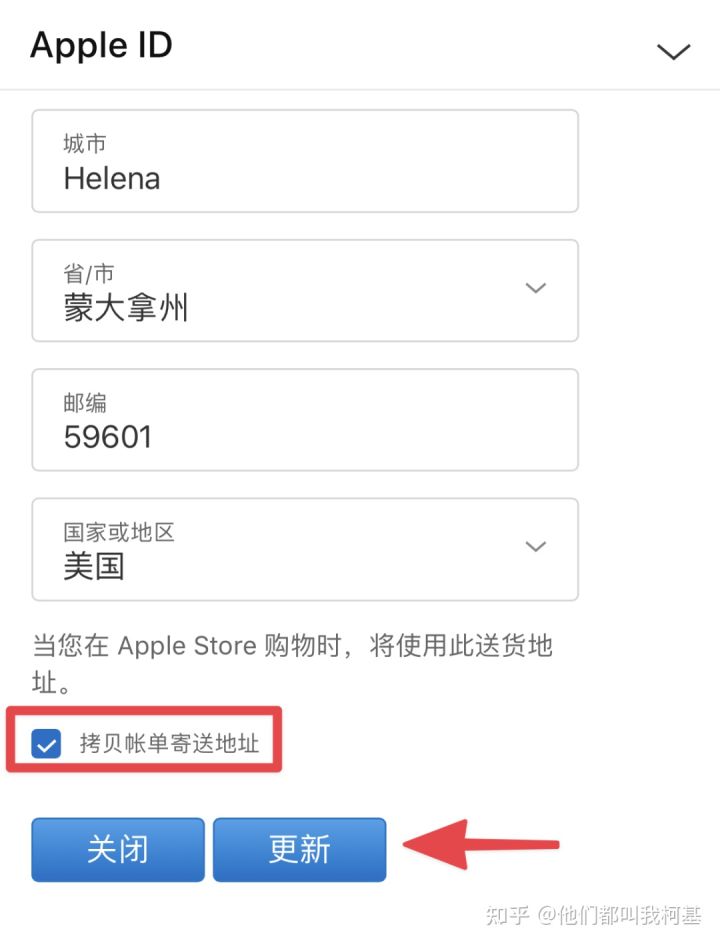 Apple ID
城市
Helena
省/市
蒙大拿州
邮编
59601
国家或地区
美国
当您在 Apple Store 购物时，将使用此送货地
址。
拷贝帐单寄送地址
关闭 更新
知乎 @他们都叫我柯基